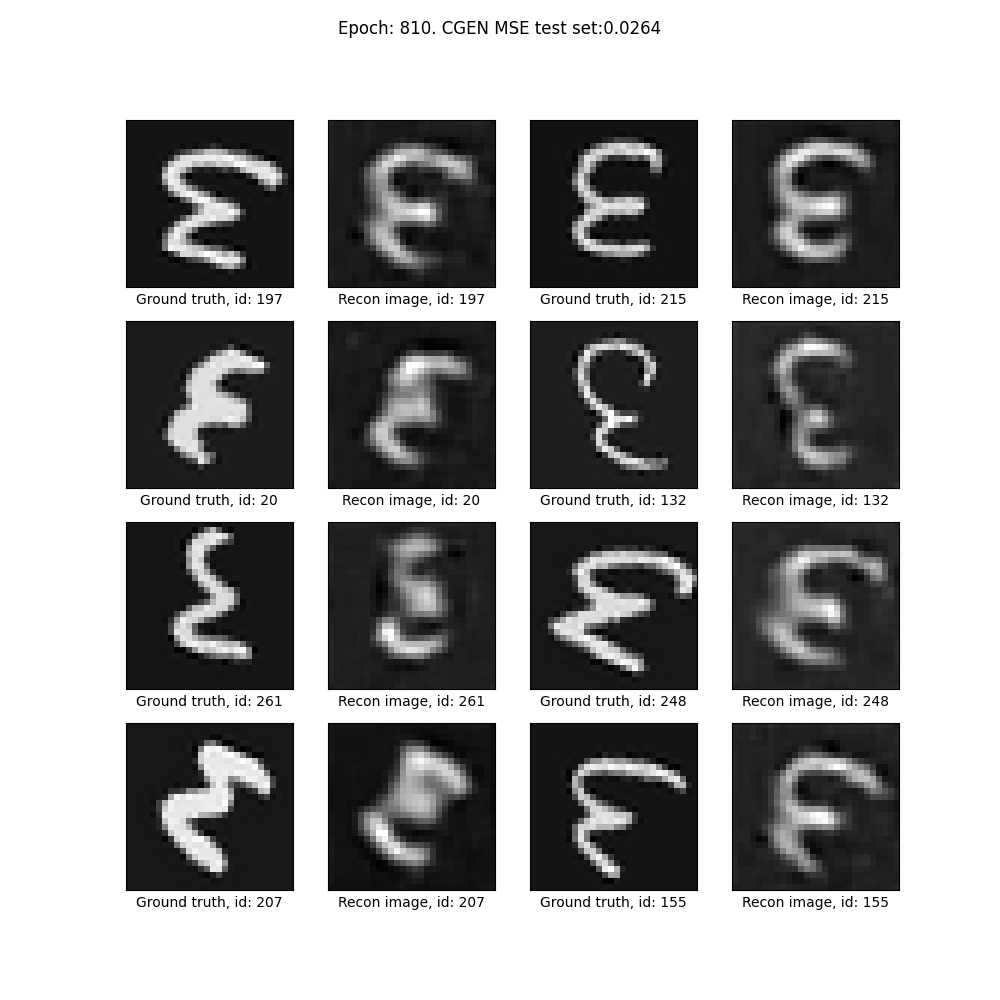 Epoch: 810. CGEN MSE test set:0.0264
Ground truth, id: 197
Recon image, id: 197
Ground truth, id: 215
Recon image, id: 215
Ground truth, id: 20
Recon image, id: 20
Ground truth, id: 132
Recon image, id: 132
Ground truth, id: 261
Recon image, id: 261
Ground truth, id: 248
Recon image, id: 248
Ground truth, id: 207
Recon image, id: 207
Ground truth, id: 155
Recon image, id: 155